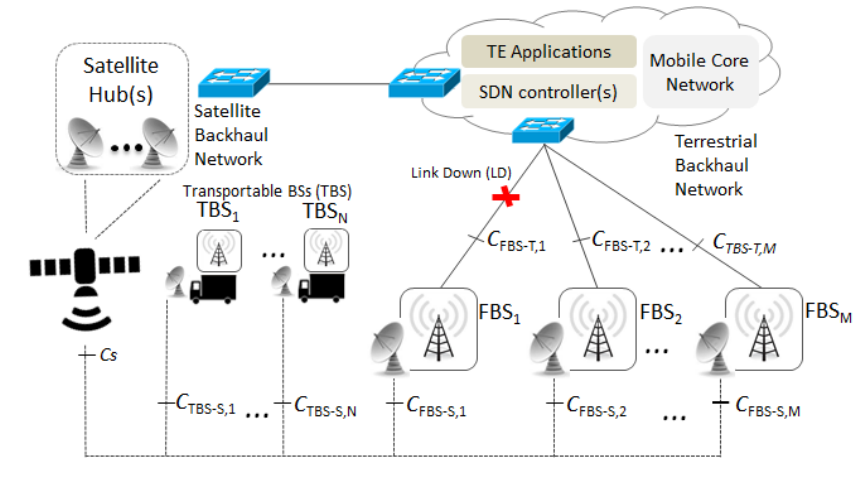 TE Applications
SDN controller(s)
Mobile Core
Network
Satellite
Hub(s)
Satellite
Backhaul
Network
Terrestrial
Backhaul
Network
Link Down (LD)
Transportable BSs (TBS)
TBS1
...
TBSN
CFBS-T,1
CFBS-T,2
...
CTBS-T,M
FBS1
FBS2
...
FBSM
Cs
CTBS-S,1
...
CTBS-S,N
CFBS-S,1
CFBS-S,2
...
CFBS-S,M